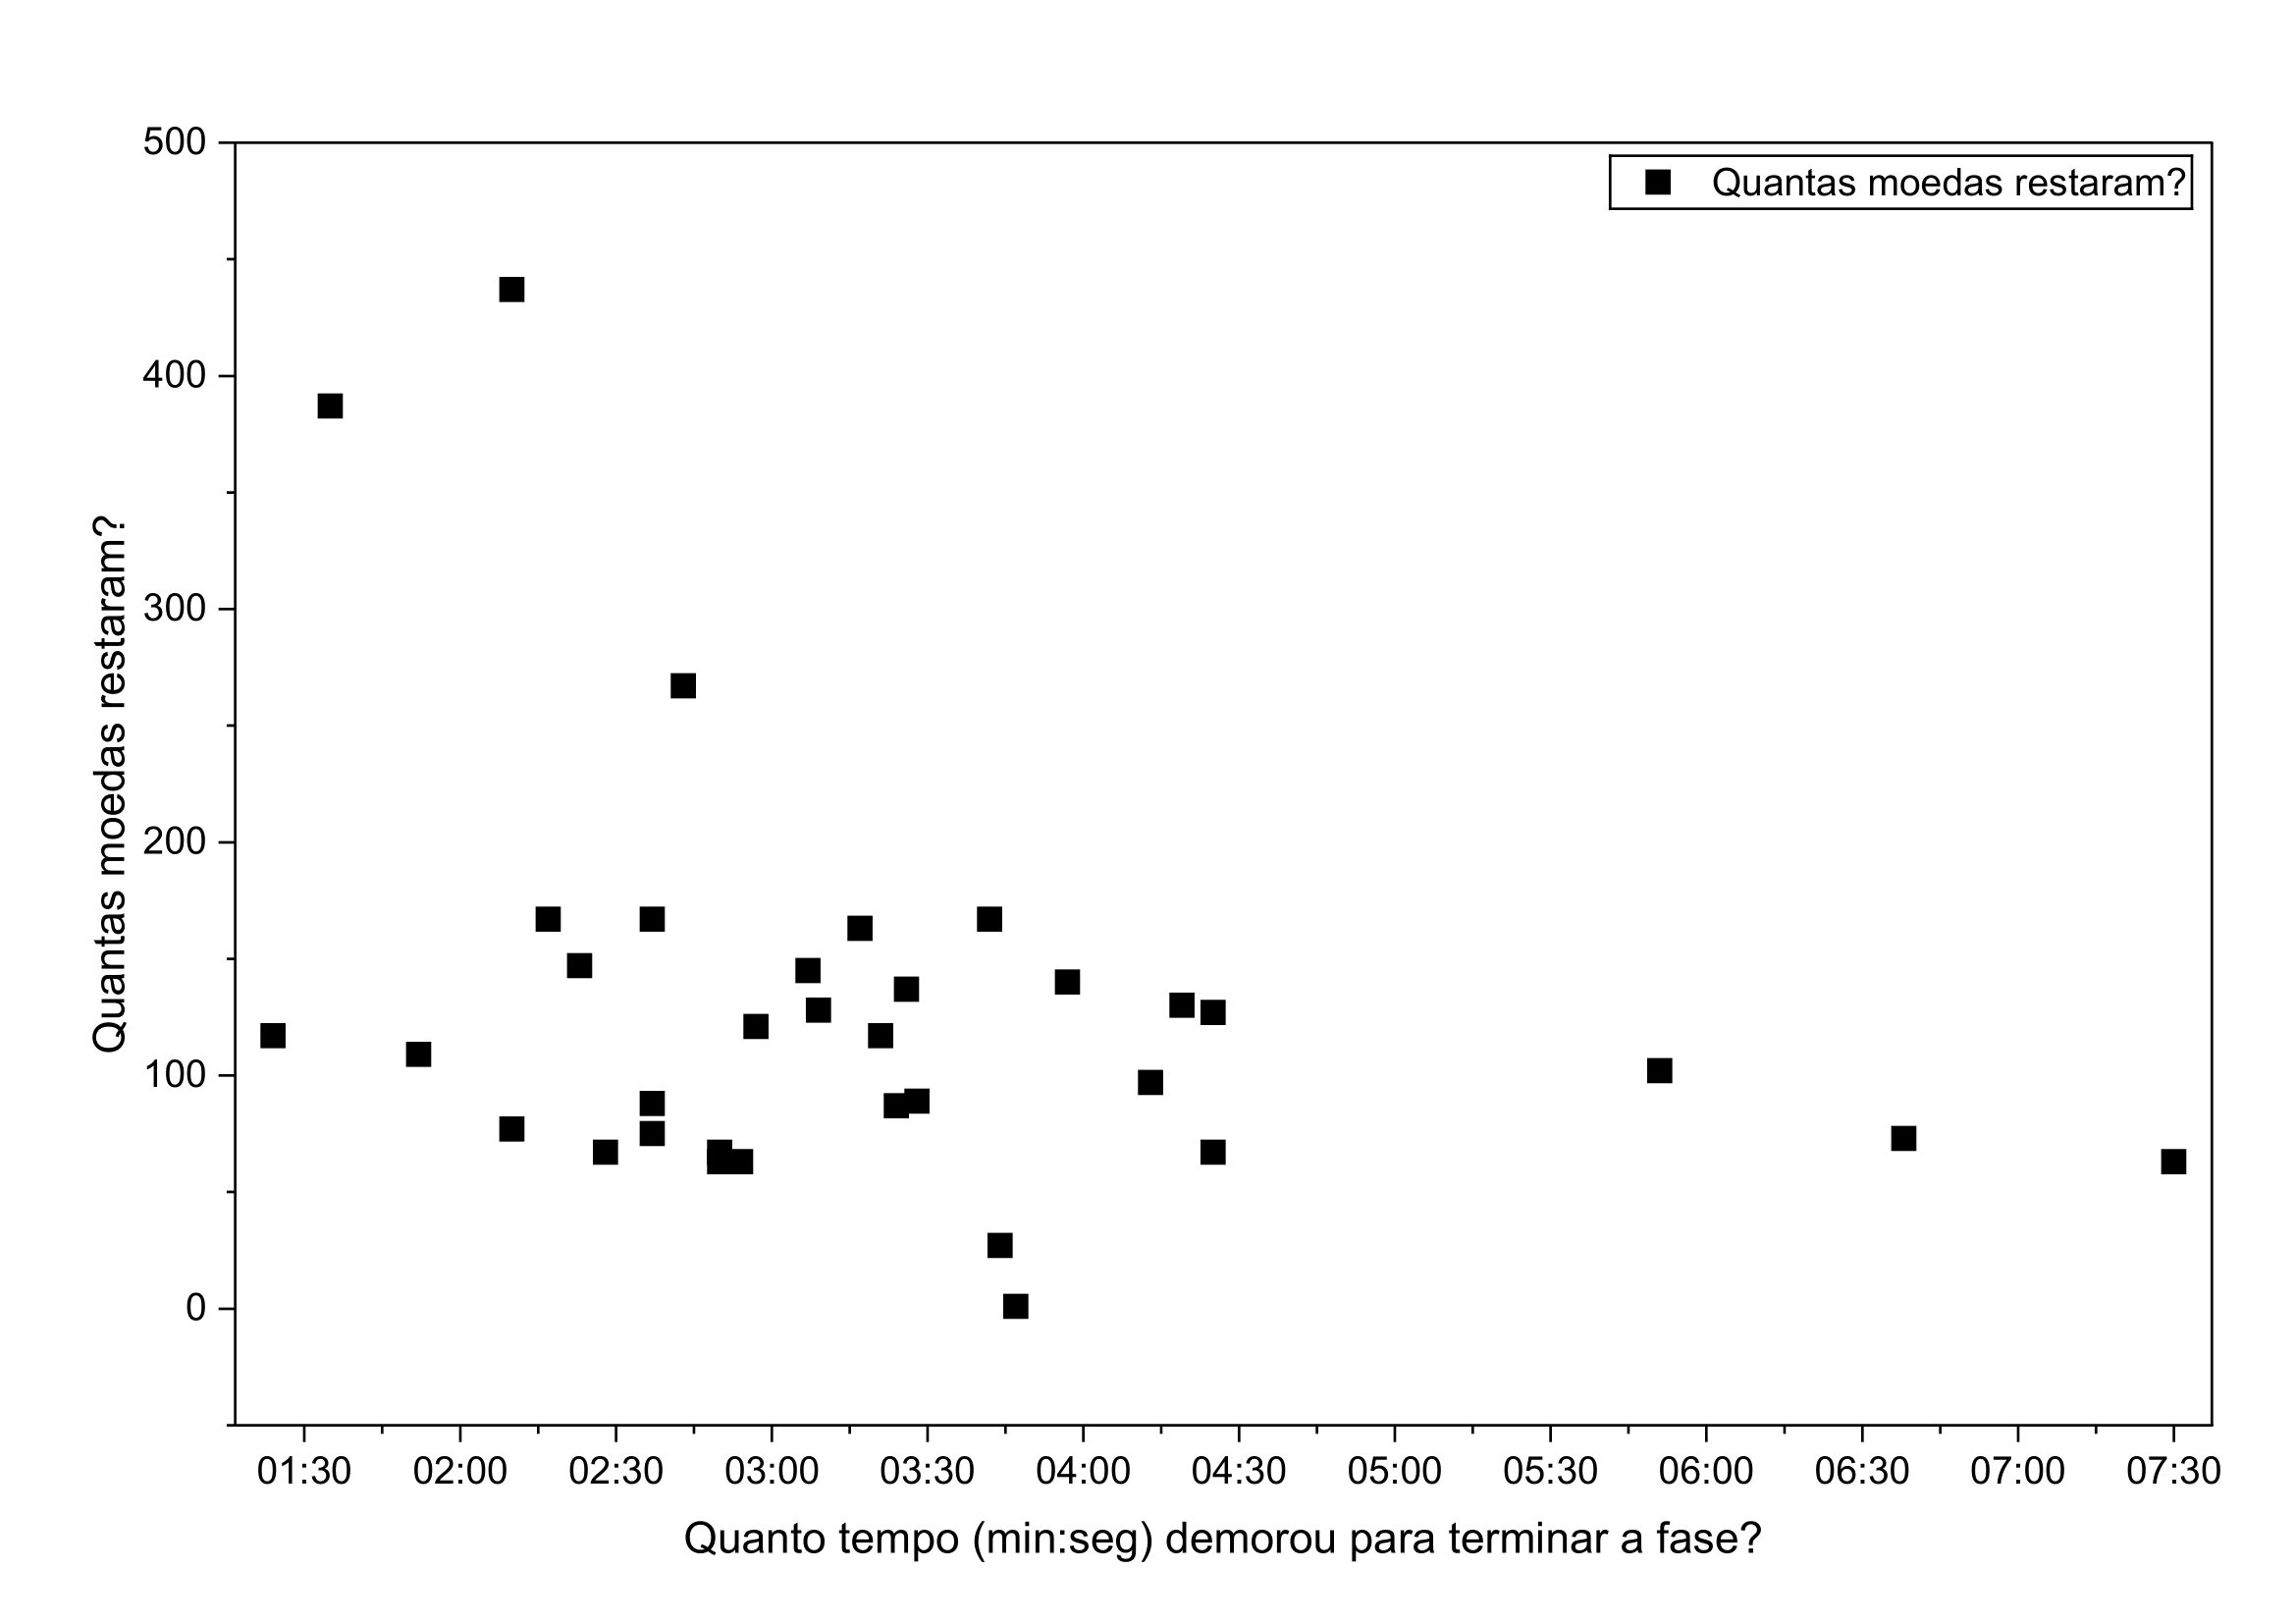 500
Quantas moedas restaram?
400
300
200
100
0
Quantas moedas restaram?
01:30 02:00 02:30 03:00 03:30 04:00 04:30 05:00 05:30 06:00 06:30 07:00 07:30
Quanto tempo (min:seg) demorou para terminar a fase?